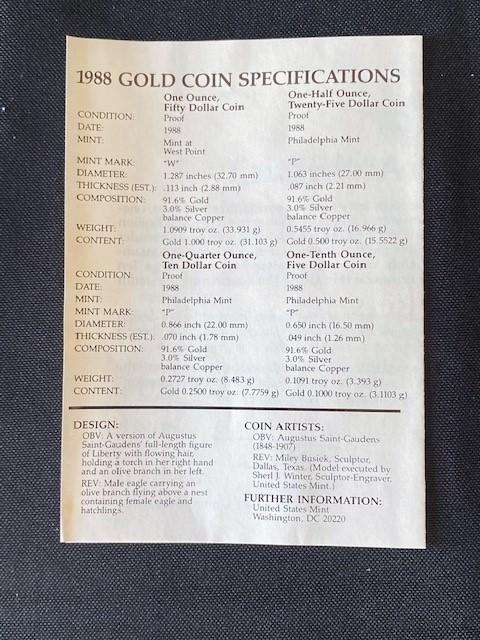 1988 GOLD COIN SPECIFICATIONS
One Ounce, Fifty Dollar Coin
CONDITION: Proof
DATE: 1988
MINT: Mint at West Point
MINT MARK: "W"
DIAMETER: 1.287 inches (32.70 mm)
THICKNESS (EST.): .113 inch (2.88 mm)
COMPOSITION: 91.6% Gold
3.0% Silver
balance Copper
WEIGHT: 1.0909 troy oz. (33.931 g)
CONTENT: Gold 1.000 troy oz. (31.103 g)
One-Half Ounce, Twenty-Five Dollar Coin
Proof
1988
Philadelphia Mint
"P"
1.063 inches (27.00 mm)
.087 inch (2.21 mm)
91.6% Gold
3.0% Silver
balance Copper
0.5455 troy oz. (16.966 g)
Gold 0.500 troy oz. (15.5522 g)
One-Quarter Ounce, Ten Dollar Coin
CONDITION: Proof
DATE: 1988
MINT: Philadelphia Mint
MINT MARK: "P"
DIAMETER: 0.866 inch (22.00 mm)
THICKNESS (EST.): .070 inch (1.78 mm)
COMPOSITION: 91.6% Gold
3.0% Silver
balance Copper
WEIGHT: 0.2727 troy oz. (8.483 g)
CONTENT: Gold 0.2500 troy oz. (7.7759 g)
One-Tenth Ounce, Five Dollar Coin
Proof
1988
Philadelphia Mint
"P"
0.650 inch (16.50 mm)
.049 inch (1.26 mm)
91.6% Gold
3.0% Silver
balance Copper
0.1091 troy oz. (3.393 g)
Gold 0.1000 troy oz. (3.1103 g)
DESIGN:
OBV: A version of Augustus
Saint-Gaudens' full-length figure
of Liberty with flowing hair,
holding a torch in her right hand
and an olive branch in her left.
REV: Male eagle carrying an
olive branch flying above a nest
containing female eagle and
hatchlings.
COIN ARTISTS:
OBV: Augustus Saint-Gaudens
(1848-1907)
REV: Miley Busiek, Sculptor,
Dallas, Texas. (Model executed by
Sherl J. Winter, Sculptor-Engraver,
United States Mint.)
FURTHER INFORMATION:
United States Mint
Washington, DC 20220